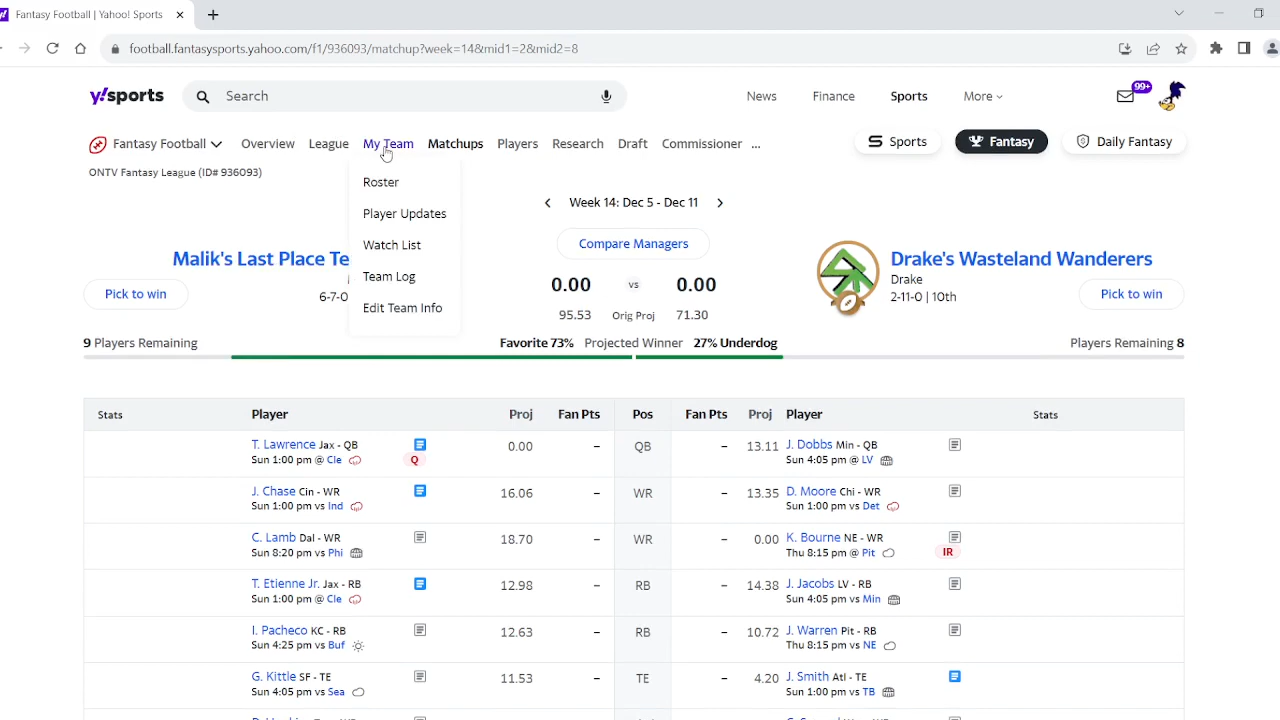 Fantasy Football | Yahoo! Sports
football.fantasysports.yahoo.com/f1/936093/matchup?week=14&mid1=2&mid2=8
y!sports
Search
News
Finance
Sports
More
99+
Fantasy Football
Overview
League
My Team
Matchups
Players
Research
Draft
Commissioner
...
Sports
Fantasy
Daily Fantasy
ONTV Fantasy League (ID# 936093)
Roster
Player Updates
Watch List
Team Log
Edit Team Info
Week 14: Dec 5 - Dec 11
Compare Managers
Malik's Last Place Te
6-7-0
Pick to win
0.00 vs 0.00
95.53 Orig Proj 71.30
Drake's Wasteland Wanderers
Drake
2-11-0 | 10th
Pick to win
9 Players Remaining
Favorite 73% Projected Winner 27% Underdog
Players Remaining 8
Stats Player Proj Fan Pts Pos Fan Pts Proj Player Stats
T. Lawrence Jax - QB 0.00 – QB – 13.11 J. Dobbs Min - QB
Sun 1:00 pm @ Cle Q Sun 4:05 pm @ LV
J. Chase Cin - WR 16.06 – WR – 13.35 D. Moore Chi - WR
Sun 1:00 pm vs Ind Sun 1:00 pm vs Det
C. Lamb Dal - WR 18.70 – WR – 0.00 K. Bourne NE - WR
Sun 8:20 pm vs Phi Thu 8:15 pm @ Pit IR
T. Etienne Jr. Jax - RB 12.98 – RB – 14.38 J. Jacobs LV - RB
Sun 1:00 pm @ Cle Sun 4:05 pm vs Min
I. Pacheco KC - RB 12.63 – RB – 10.72 J. Warren Pit - RB
Sun 4:25 pm vs Buf Thu 8:15 pm vs NE
G. Kittle SF - TE 11.53 – TE – 4.20 J. Smith Atl - TE
Sun 4:05 pm vs Sea Sun 1:00 pm vs TB